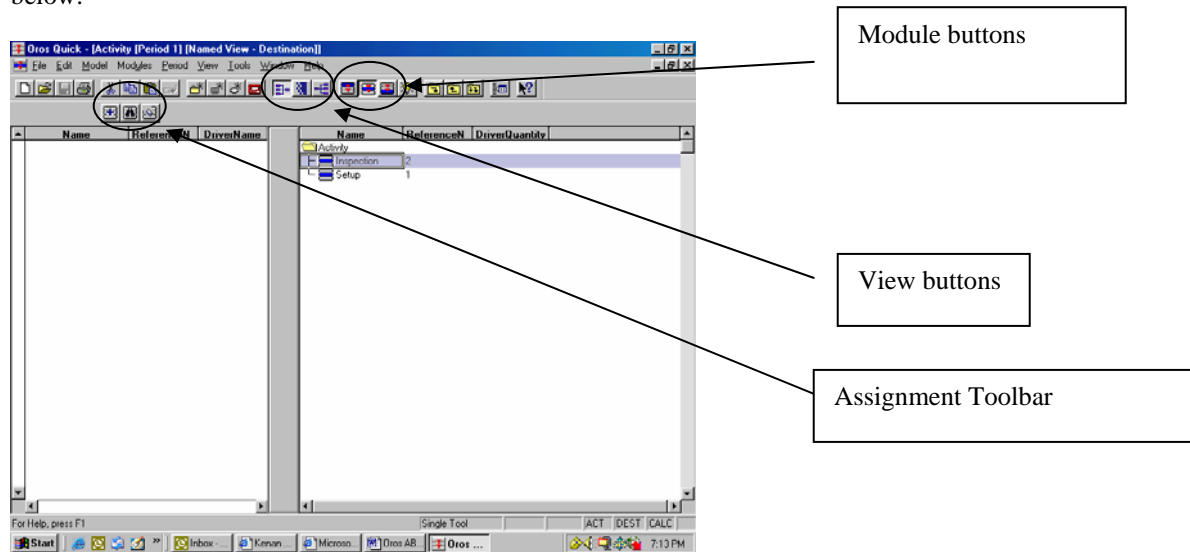 below.
Module buttons
Oros Quick - [Activity [Period 1] [Named View - Destination]]
File Edit Model Modules Period View Tools Window Help
Name ReferenceN DriverName Name ReferenceN DriverQuantity
Activity
Inspection 2
Setup 1
View buttons
Assignment Toolbar
For Help, press F1 Single Tool ACT DEST CALC
Start Inbox - ... Kenan ... Microso... Oros AB... Oros ... 7:13 PM